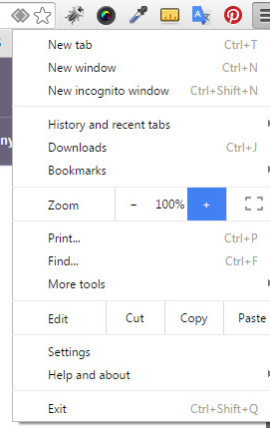 ny
New tab Ctrl+T
New window Ctrl+N
New incognito window Ctrl+Shift+N
History and recent tabs
Downloads Ctrl+J
Bookmarks
Zoom - 100% +
Print... Ctrl+P
Find... Ctrl+F
More tools
Edit Cut Copy Paste
Settings
Help and about
Exit Ctrl+Shift+Q